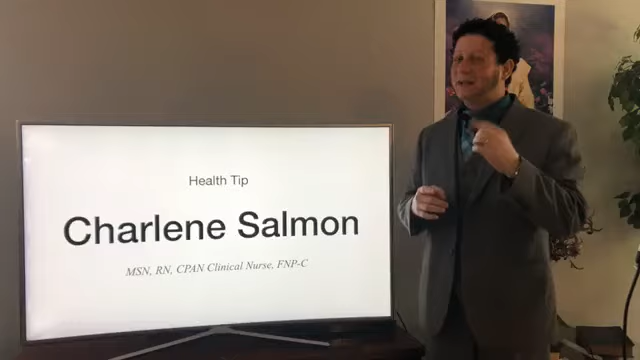 Health Tip
Charlene Salmon
MSN, RN, CPAN Clinical Nurse, FNP-C